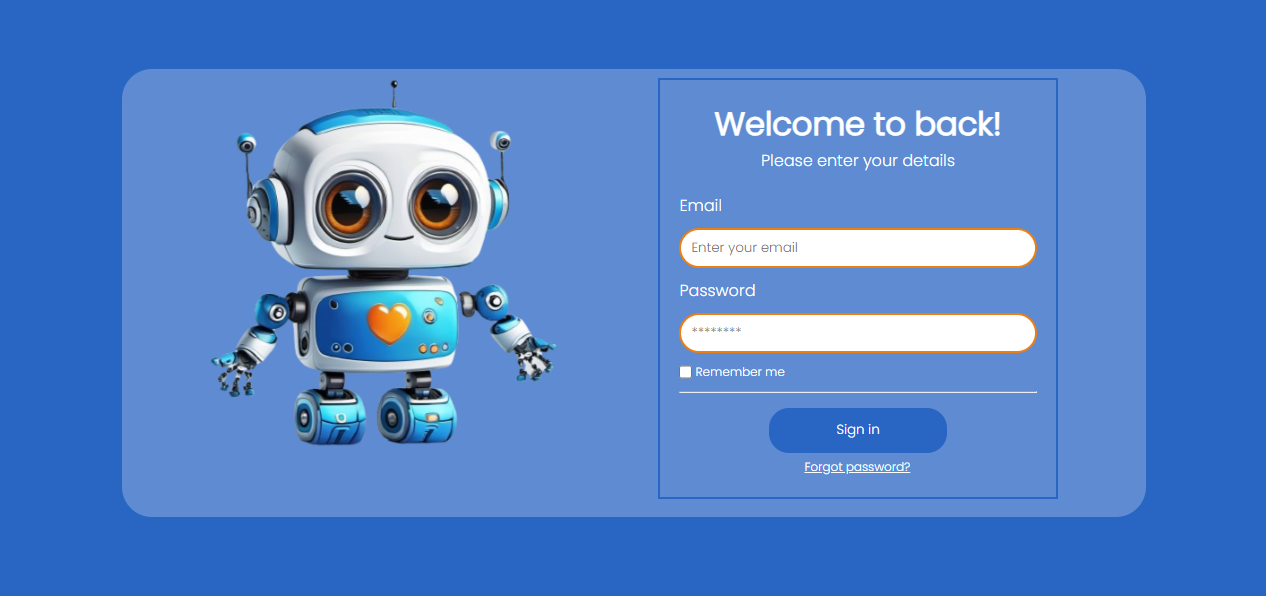 Welcome to back!
Please enter your details
Email
Enter your email
Password
********
Remember me
Sign in
Forgot password?